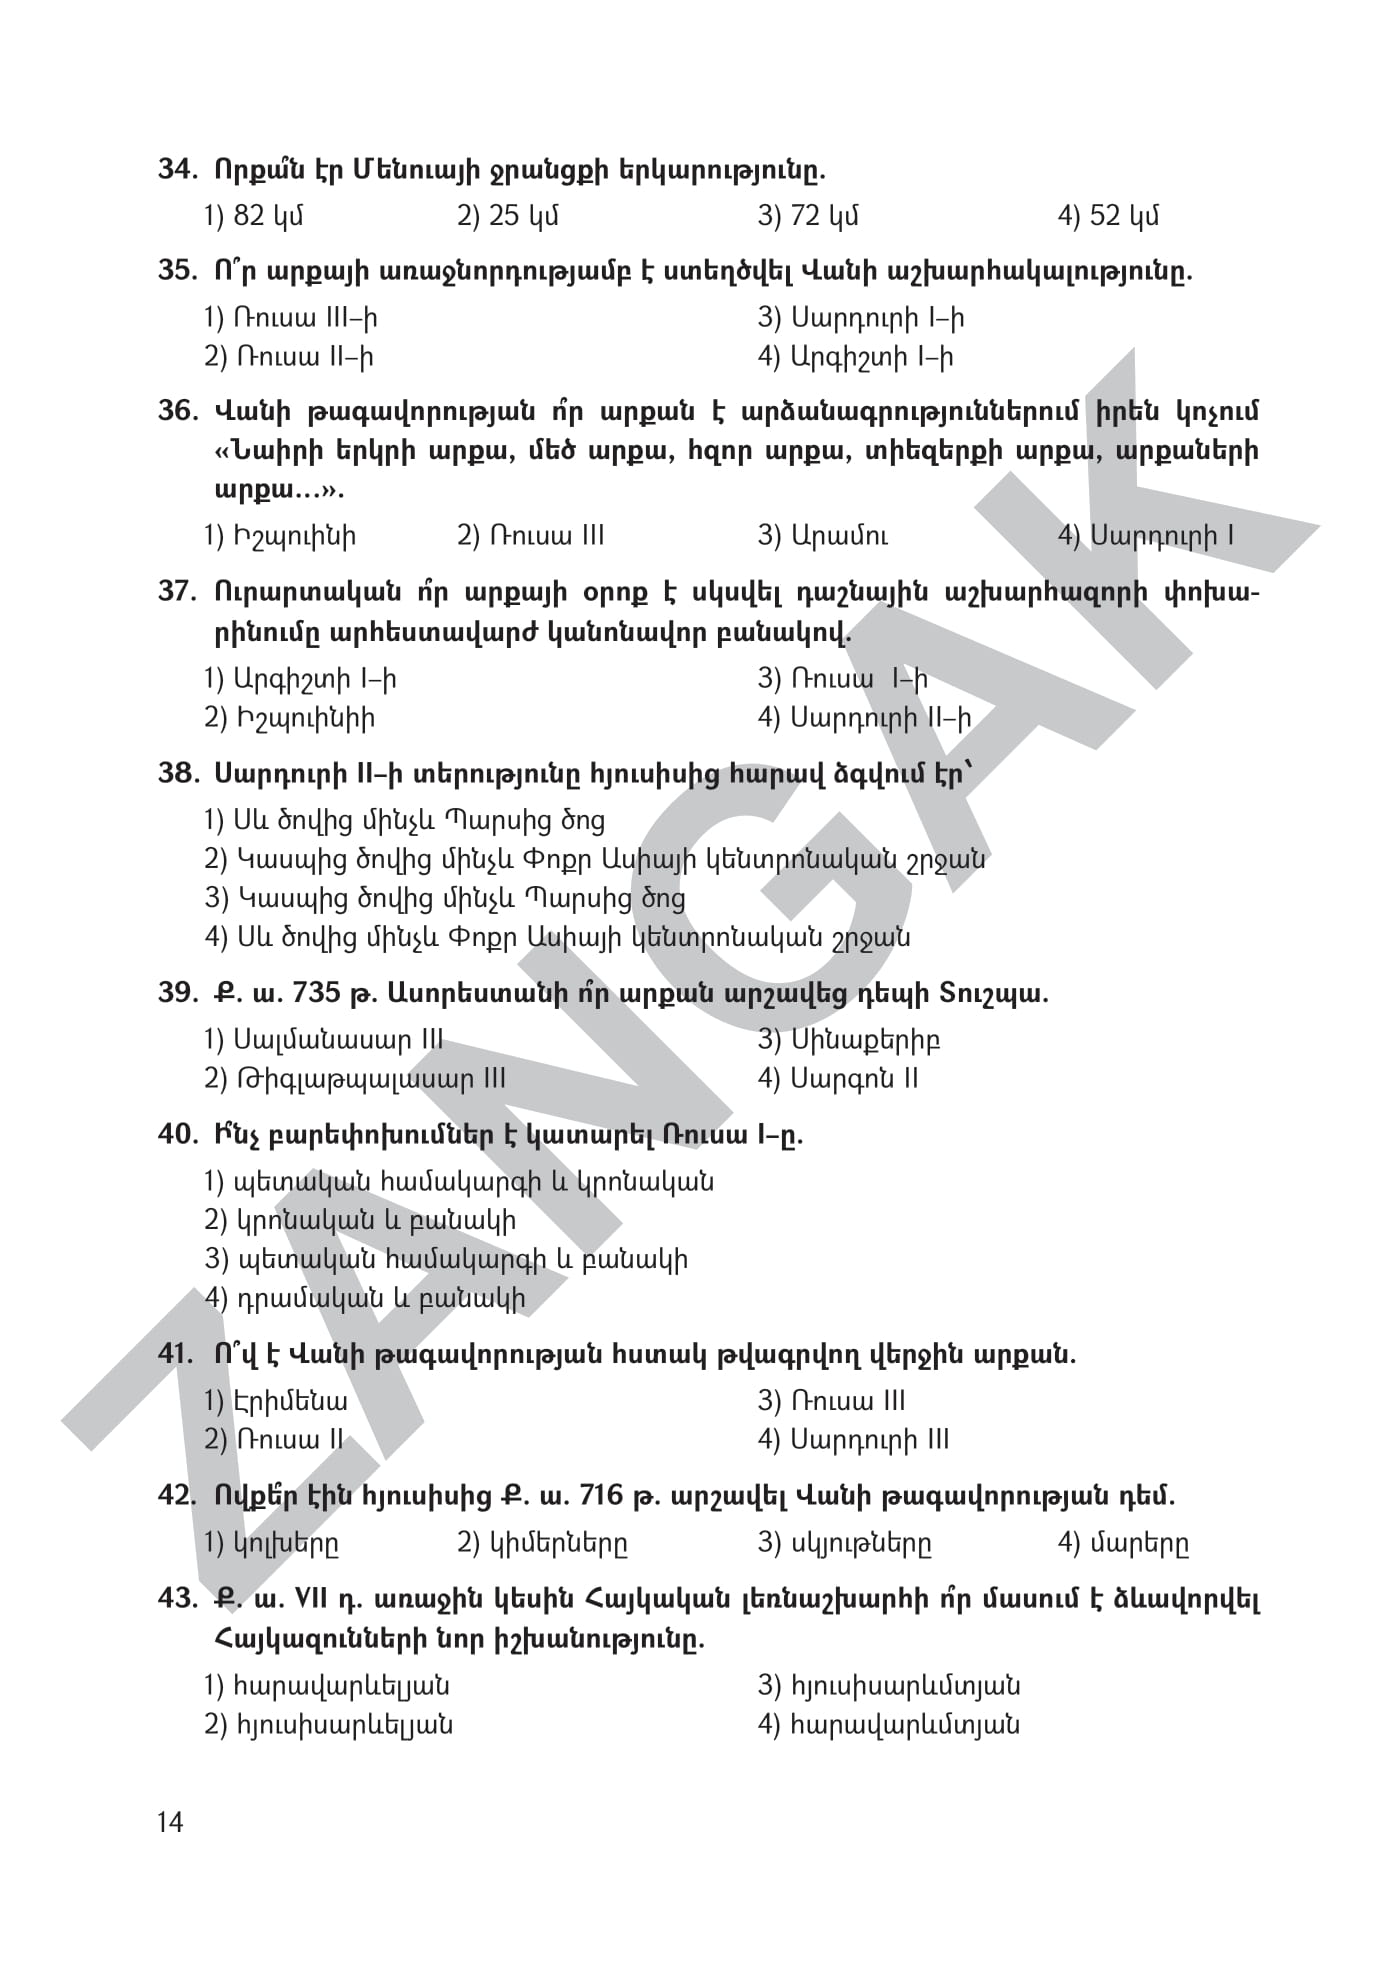 34. Որքա՞ն էր Մենուայի ջրանցքի երկարությունը.
1) 82 կմ 2) 25 կմ 3) 72 կմ 4) 52 կմ
35. Ո՞ր արքայի առաջնորդությամբ է ստեղծվել Վանի աշխարհակալությունը.
1) Ռուսա III–ի 3) Սարդուրի I–ի
2) Ռուսա II–ի 4) Արգիշտի I–ի
36. Վանի թագավորության ո՞ր արքան է արձանագրություններում իրեն կոչում
«Նաիրի երկրի արքա, մեծ արքա, հզոր արքա, տիեզերքի արքա, արքաների
արքա...».
1) Իշպուինի 2) Ռուսա III 3) Արամու 4) Սարդուրի I
37. Ուրարտական ո՞ր արքայի օրոք է սկսվել դաշնային աշխարհազորի փոխա-
րինումը արհեստավարժ կանոնավոր բանակով.
1) Արգիշտի I–ի 3) Ռուսա I–ի
2) Իշպուինիի 4) Սարդուրի II–ի
38. Սարդուրի II–ի տերությունը հյուսիսից հարավ ձգվում էր՝
1) Սև ծովից մինչև Պարսից ծոց
2) Կասպից ծովից մինչև Փոքր Ասիայի կենտրոնական շրջան
3) Կասպից ծովից մինչև Պարսից ծոց
4) Սև ծովից մինչև Փոքր Ասիայի կենտրոնական շրջան
39. Ք. ա. 735 թ. Ասորեստանի ո՞ր արքան արշավեց դեպի Տուշպա.
1) Սալմանասար III 3) Սինաքերիբ
2) Թիգլաթպալասար III 4) Սարգոն II
40. Ի՞նչ բարեփոխումներ է կատարել Ռուսա I–ը.
1) պետական համակարգի և կրոնական
2) կրոնական և բանակի
3) պետական համակարգի և բանակի
4) դրամական և բանակի
41. Ո՞վ է Վանի թագավորության հստակ թվագրվող վերջին արքան.
1) Էրիմենա 3) Ռուսա III
2) Ռուսա II 4) Սարդուրի III
42. Ովքե՞ր էին հյուսիսից Ք. ա. 716 թ. արշավել Վանի թագավորության դեմ.
1) կոլխերը 2) կիմերները 3) սկյութները 4) մարերը
43. Ք. ա. VII դ. առաջին կեսին Հայկական լեռնաշխարհի ո՞ր մասում է ձևավորվել
Հայկազունների նոր իշխանությունը.
1) հարավարևելյան 3) հյուսիսարևմտյան
2) հյուսիսարևելյան 4) հարավարևմտյան
14
ZANGAK